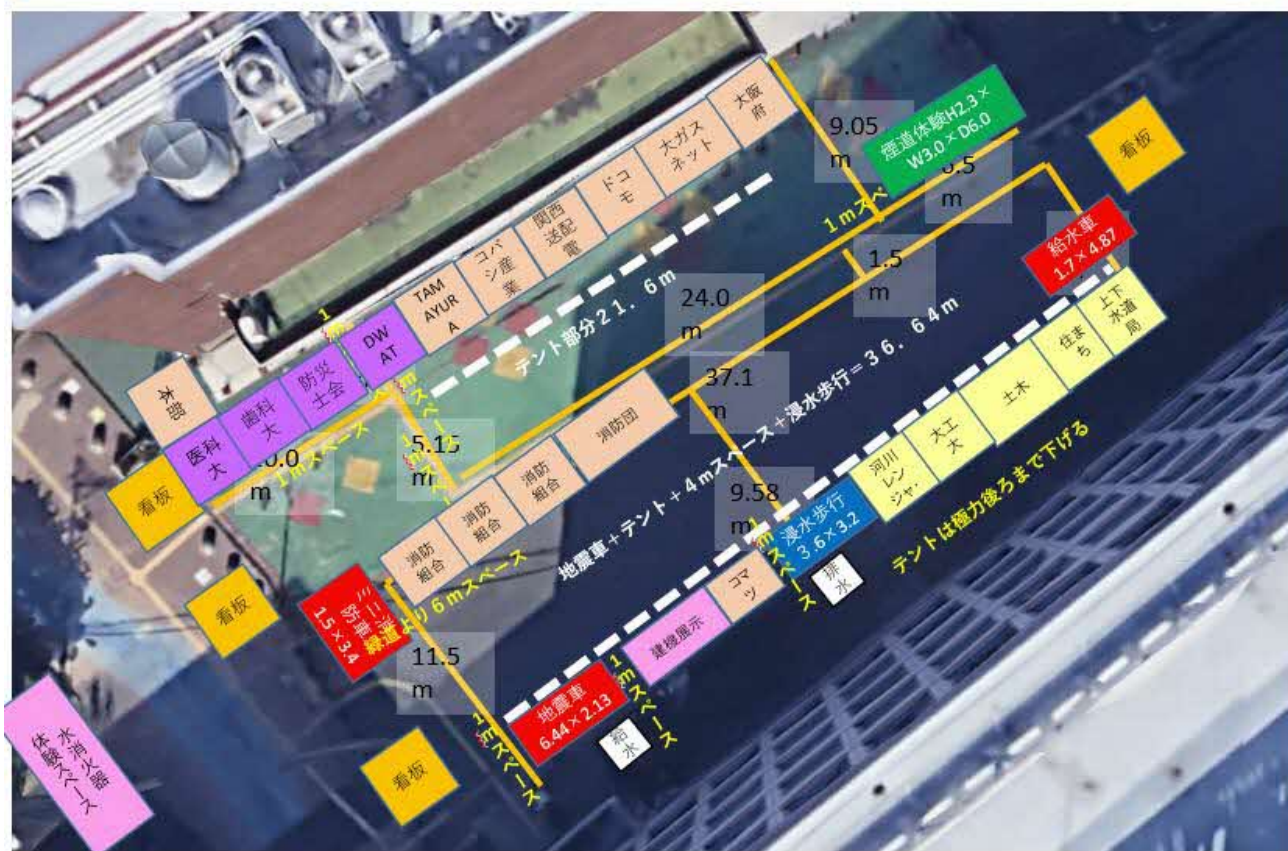 大阪
府
大ガス
ネット
ドコ
モ
関西
送配
電
コバ
シ産
業
TAM
AYUR
A
DW
AT
防災
士会
歯科
大
医科
大
本部
看板
煙道体験H2.3×
W3.0×D6.0
看板
給水車
1.7×4.87
9.05
m
6.5
m
1.5
m
24.0
m
37.1
m
5.15
m
9.58
m
11.5
m
テント部分21．6m
地震車+テント+4mスペース+浸水歩行=36．64m
1mスペース
1mスペース
1mスペース
消防団
消防
組合
消防
組合
消防
組合
上下
水道
局
住ま
ち
土木
大工
大
河川
レン
ジャ.
浸水歩行
3.6×3.2
排
水
コマ
ツ
建機展示
地震車
6.44×2.13
給
水
テントは極力後ろまで下げる
より6mスペース
1mスペース
1mスペース
1mスペース
ミニ消
防車
1.5×3.4
看板
看板
水消火器
体験スペース